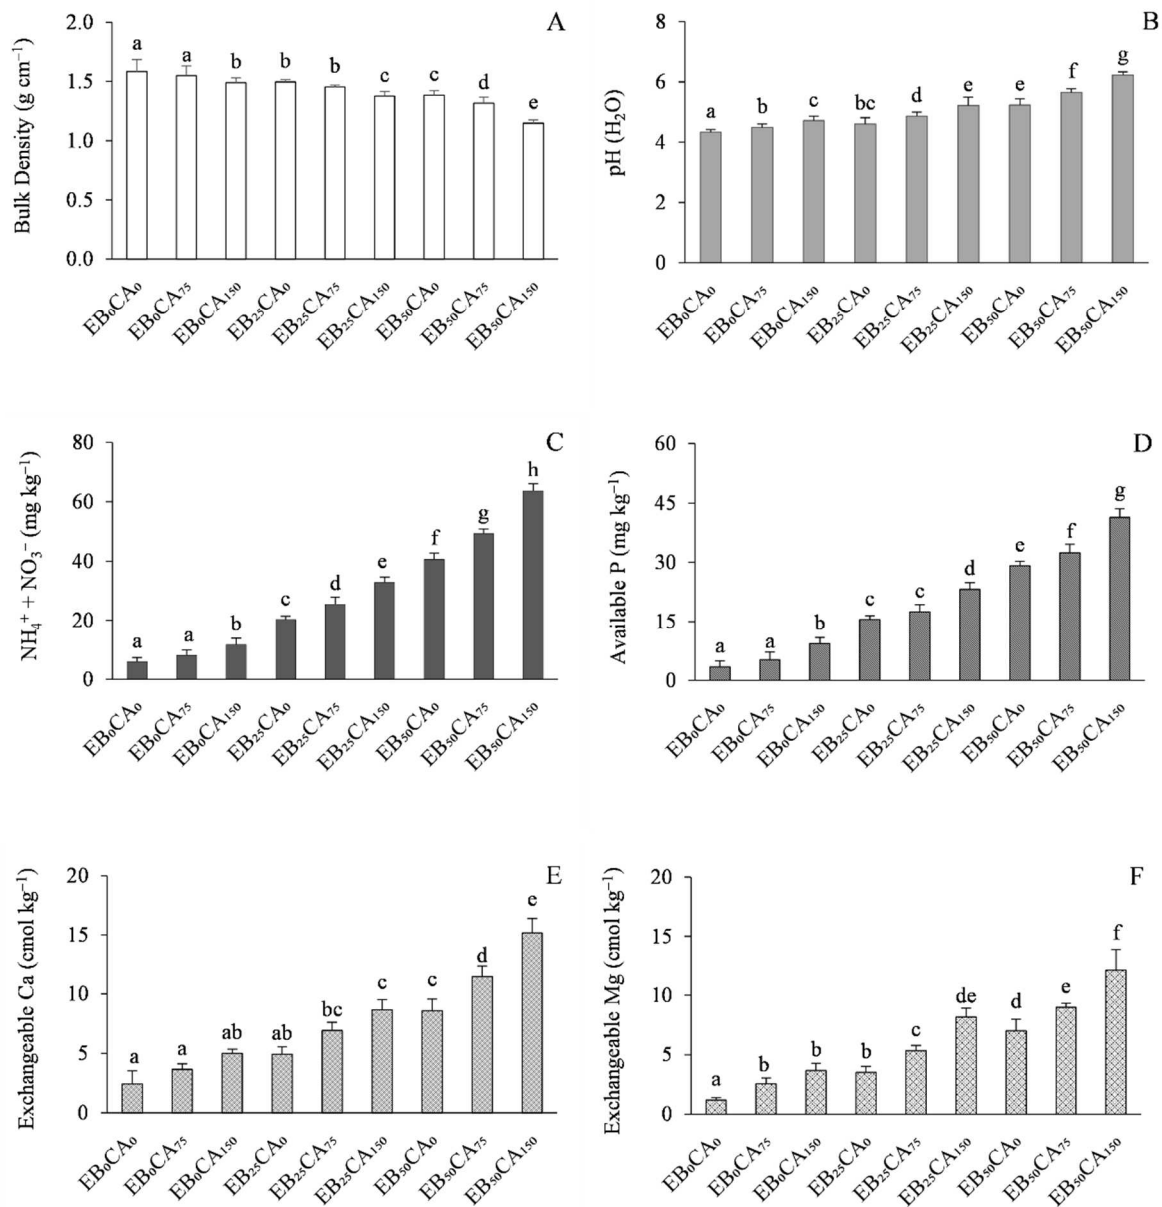 A
Bulk Density (g cm⁻¹)
2.0
1.5
1.0
0.5
0.0
a a b b b c c d e
EB₀CA₀ EB₀CA₇₅ EB₀CA₁₅₀ EB₂₅CA₀ EB₂₅CA₇₅ EB₂₅CA₁₅₀ EB₅₀CA₀ EB₅₀CA₇₅ EB₅₀CA₁₅₀
B
pH (H₂O)
8
6
4
2
0
a b c bc d e e f g
EB₀CA₀ EB₀CA₇₅ EB₀CA₁₅₀ EB₂₅CA₀ EB₂₅CA₇₅ EB₂₅CA₁₅₀ EB₅₀CA₀ EB₅₀CA₇₅ EB₅₀CA₁₅₀
C
NH₄⁺ + NO₃⁻ (mg kg⁻¹)
80
60
40
20
0
a a b c d e f g h
EB₀CA₀ EB₀CA₇₅ EB₀CA₁₅₀ EB₂₅CA₀ EB₂₅CA₇₅ EB₂₅CA₁₅₀ EB₅₀CA₀ EB₅₀CA₇₅ EB₅₀CA₁₅₀
D
Available P (mg kg⁻¹)
60
45
30
15
0
a a b c c d e f g
EB₀CA₀ EB₀CA₇₅ EB₀CA₁₅₀ EB₂₅CA₀ EB₂₅CA₇₅ EB₂₅CA₁₅₀ EB₅₀CA₀ EB₅₀CA₇₅ EB₅₀CA₁₅₀
E
Exchangeable Ca (cmol kg⁻¹)
20
15
10
5
0
a a ab ab bc c c d e
EB₀CA₀ EB₀CA₇₅ EB₀CA₁₅₀ EB₂₅CA₀ EB₂₅CA₇₅ EB₂₅CA₁₅₀ EB₅₀CA₀ EB₅₀CA₇₅ EB₅₀CA₁₅₀
F
Exchangeable Mg (cmol kg⁻¹)
20
15
10
5
0
a b b b c de d e f
EB₀CA₀ EB₀CA₇₅ EB₀CA₁₅₀ EB₂₅CA₀ EB₂₅CA₇₅ EB₂₅CA₁₅₀ EB₅₀CA₀ EB₅₀CA₇₅ EB₅₀CA₁₅₀